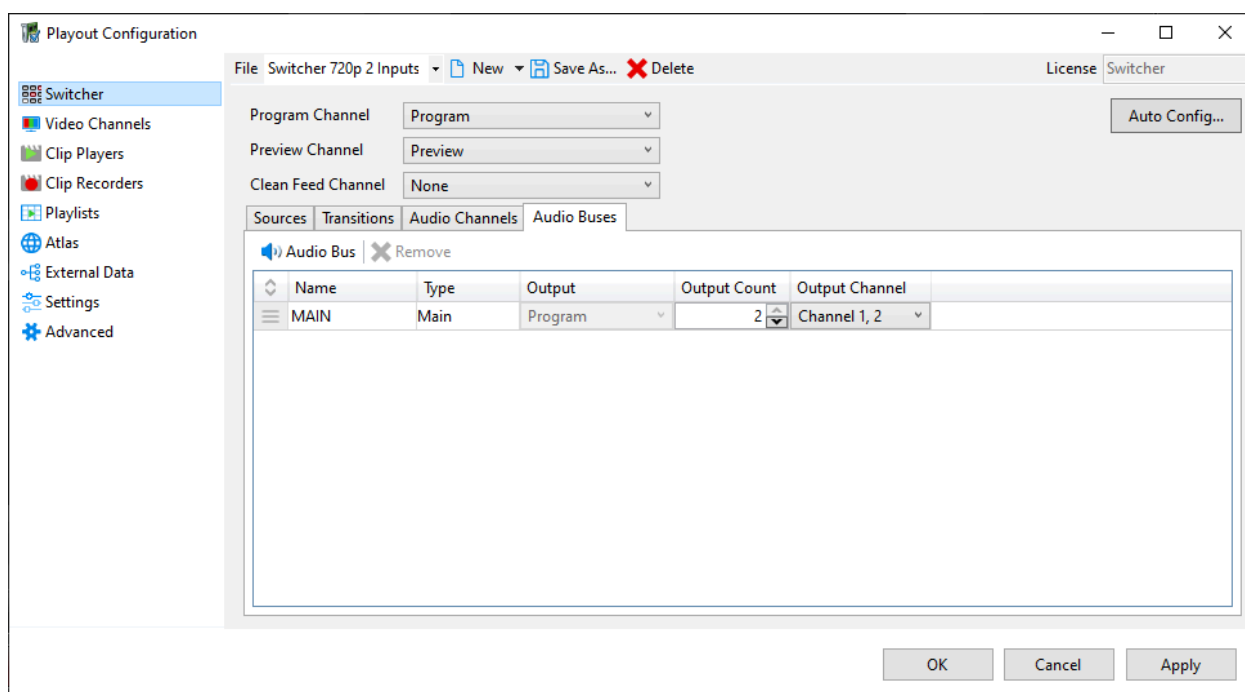 Playout Configuration
File Switcher 720p 2 Inputs New Save As... Delete License Switcher
Switcher
Video Channels
Clip Players
Clip Recorders
Playlists
Atlas
External Data
Settings
Advanced
Program Channel Program Auto Config...
Preview Channel Preview
Clean Feed Channel None
Sources Transitions Audio Channels Audio Buses
Audio Bus Remove
Name Type Output Output Count Output Channel
MAIN Main Program 2 Channel 1, 2
OK Cancel Apply